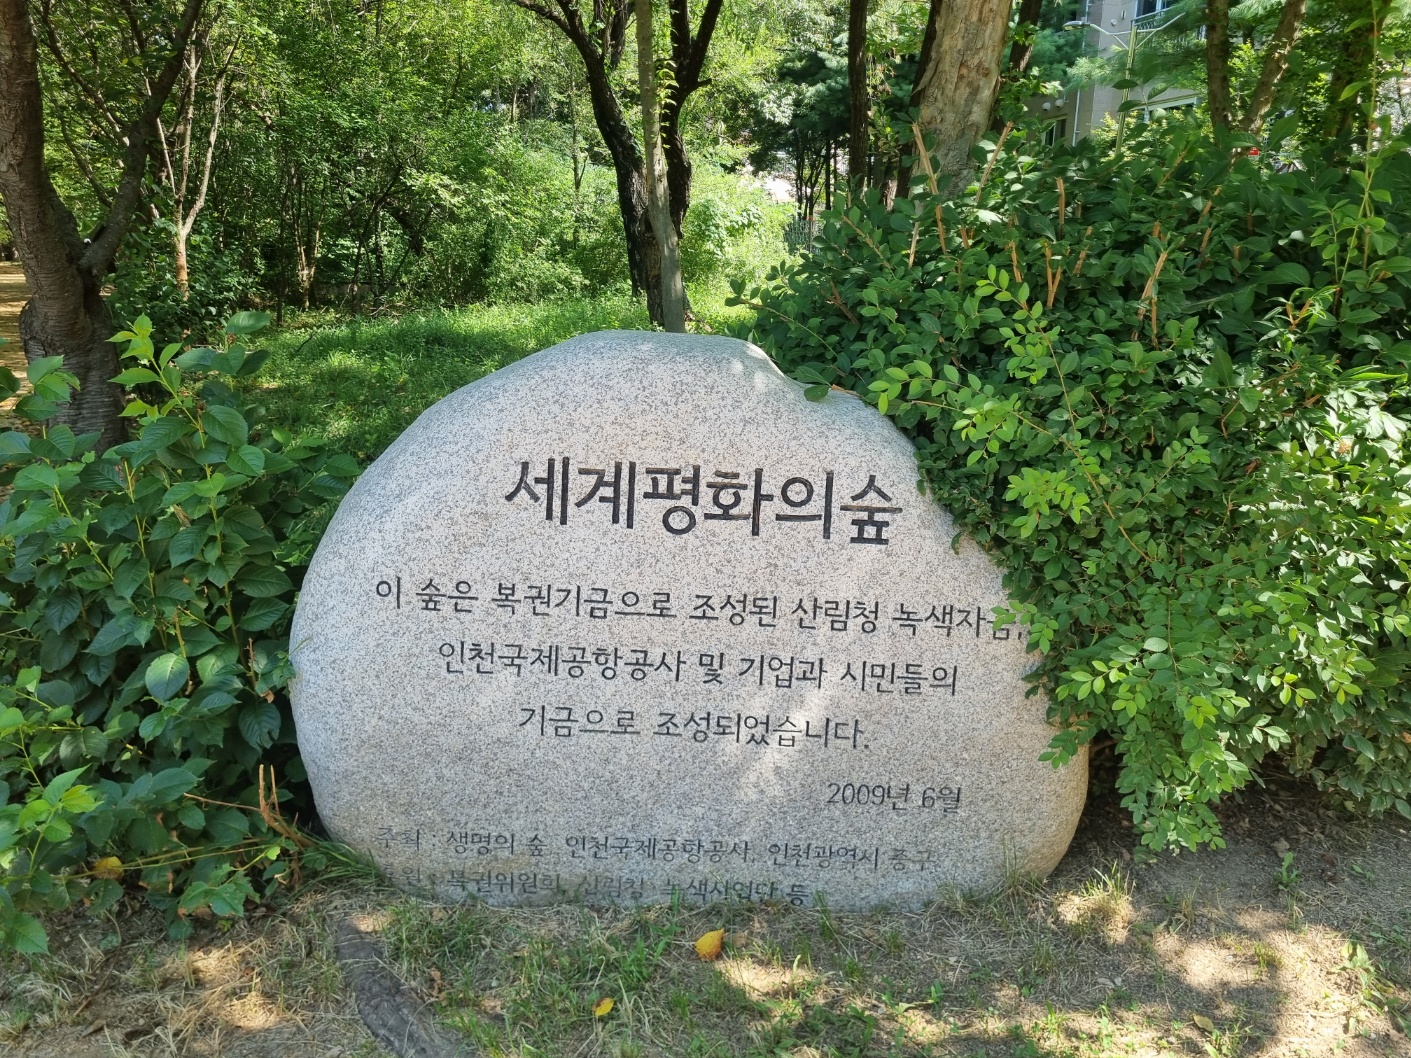 세계평화의숲
이 숲은 복권기금으로 조성된 산림청 녹색자금,
인천국제공항공사 및 기업과 시민들의
기금으로 조성되었습니다.
2009년 6월
주최 : 생명의 숲, 인천국제공항공사, 인천광역시 중구
후원 : 복권위원회, 산림청, 녹색사업단 등